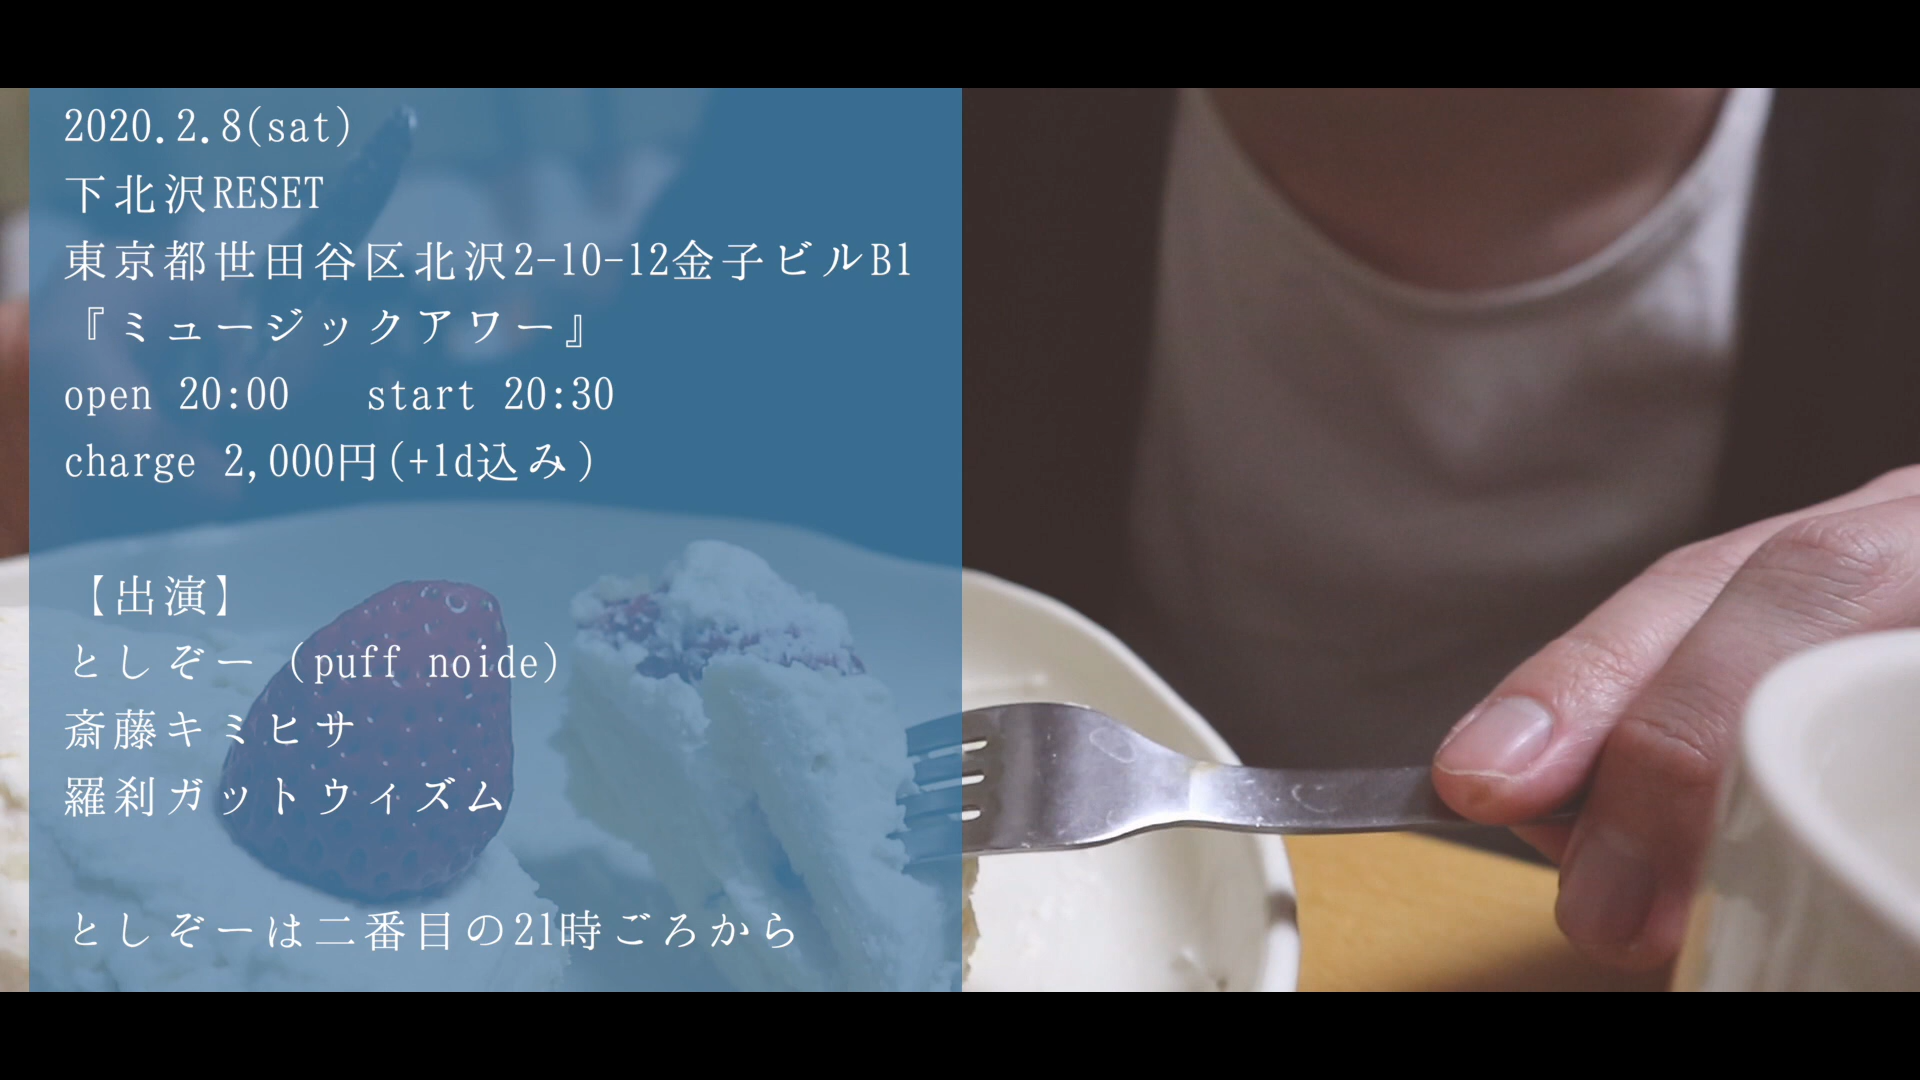 2020.2.8(sat)
下北沢RESET
東京都世田谷区北沢2-10-12金子ビルB1
『ミュージックアワー』
open 20:00　start 20:30
charge 2,000円(+1d込み)
【出演】
としぞー（puff noide)
斎藤キミヒサ
羅刹ガットウィズム
としぞーは二番目の21時ごろから